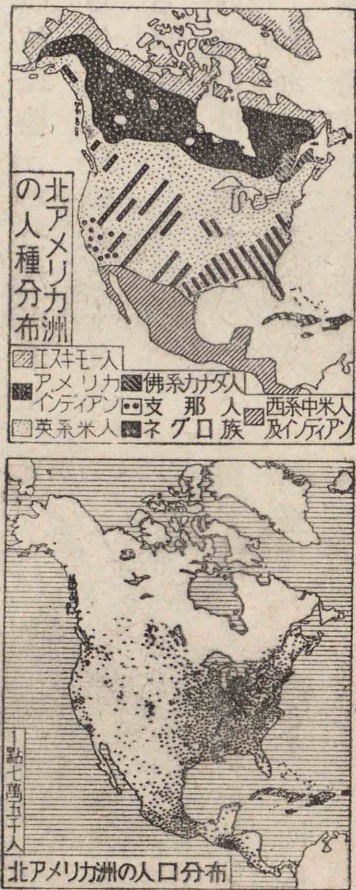 北アメリカ洲
の人種分布
エスキモー人
アメリカ
インディアン
英系米人
佛系カナダ人
支那人
ネグロ族
西系中米人
及インディアン
1點七萬五千人
北アメリカ洲の人口分布